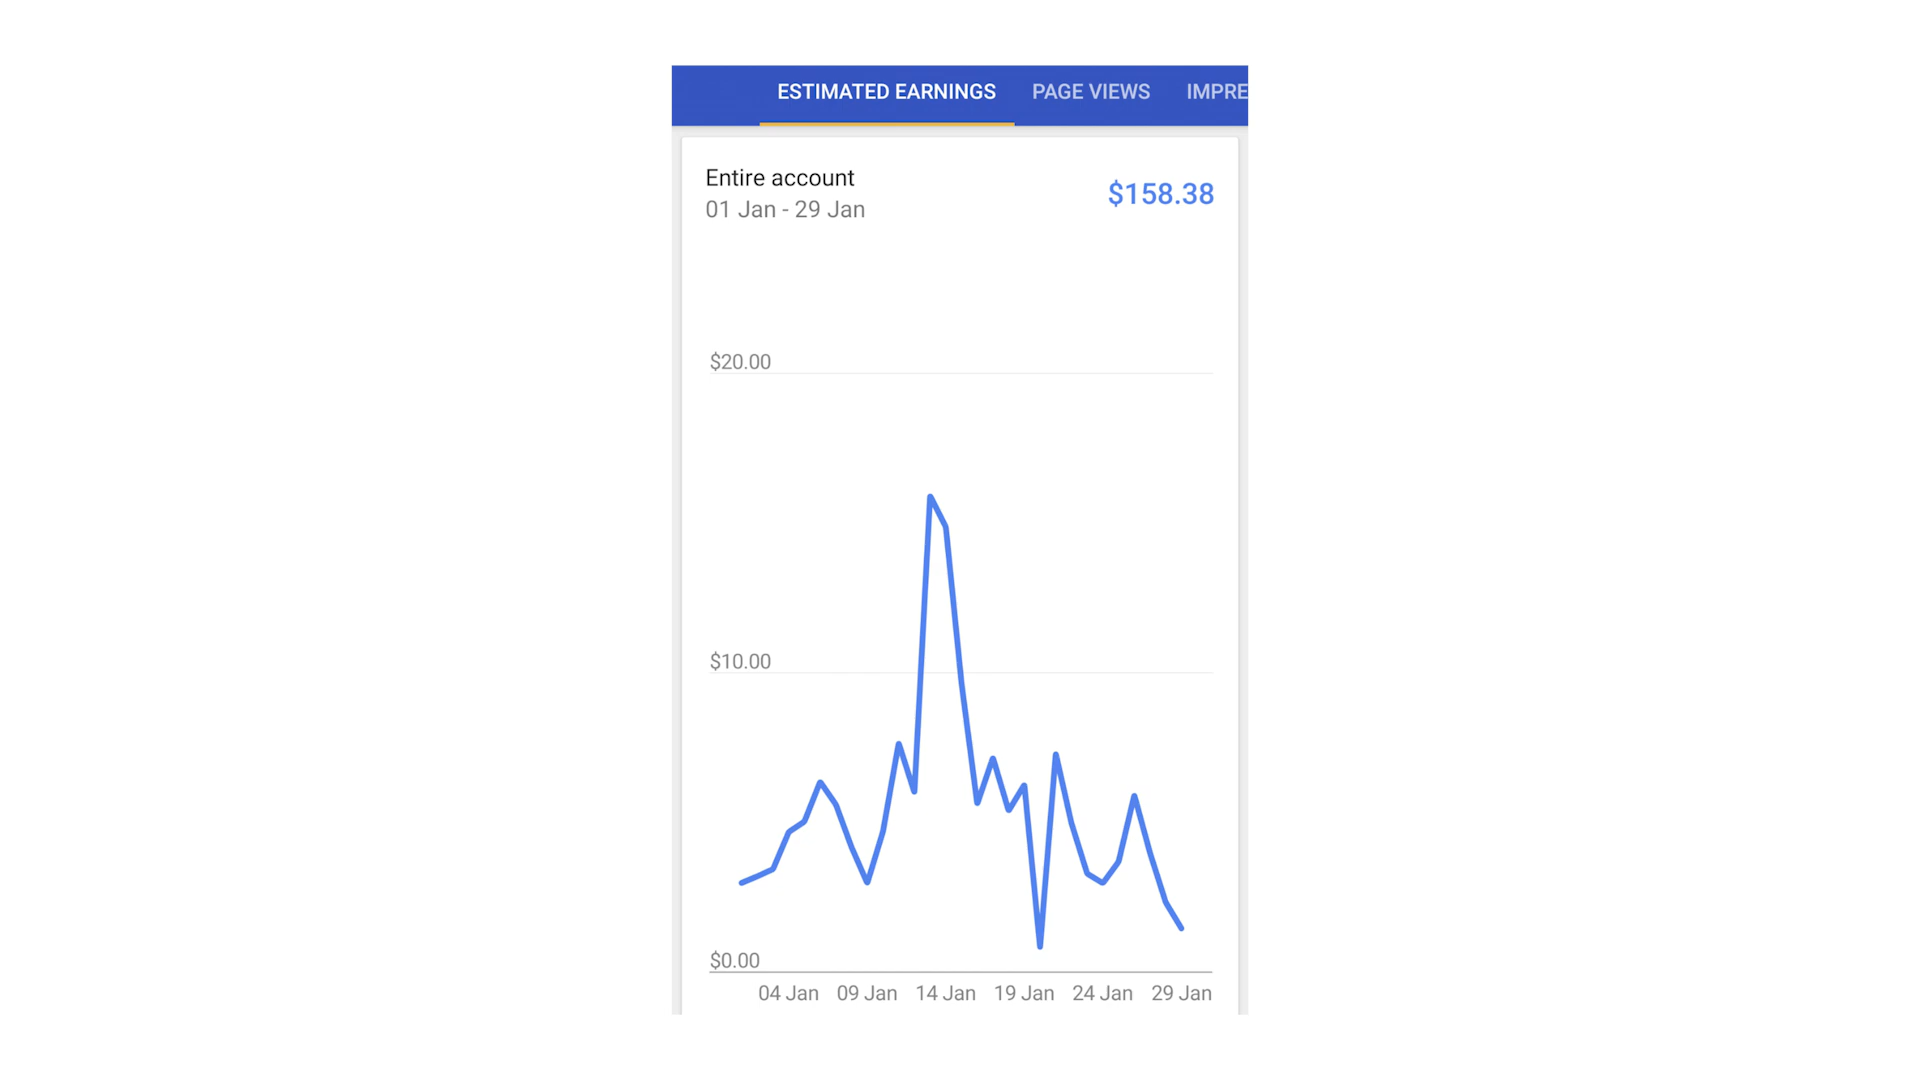 ESTIMATED EARNINGS PAGE VIEWS IMPRE
Entire account
$158.38
01 Jan - 29 Jan
$20.00
$10.00
$0.00
04 Jan 09 Jan 14 Jan 19 Jan 24 Jan 29 Jan